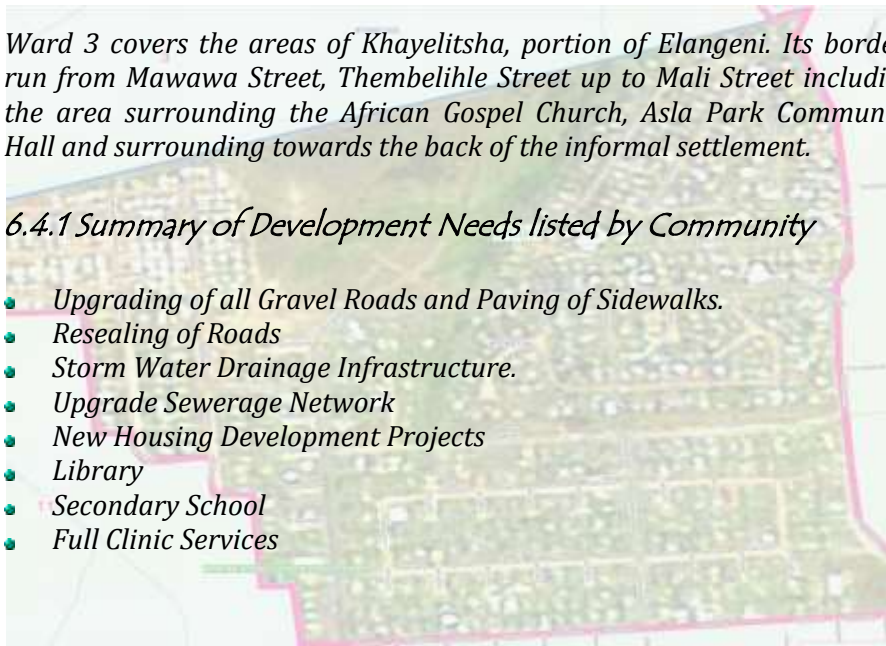 Ward 3 covers the areas of Khayelitsha, portion of Elangeni. Its borde
run from Mawawa Street, Thembelihle Street up to Mali Street includi
the area surrounding the African Gospel Church, Asla Park Commun
Hall and surrounding towards the back of the informal settlement.
6.4.1 Summary of Development Needs listed by Community
Upgrading of all Gravel Roads and Paving of Sidewalks.
Resealing of Roads
Storm Water Drainage Infrastructure.
Upgrade Sewerage Network
New Housing Development Projects
Library
Secondary School
Full Clinic Services